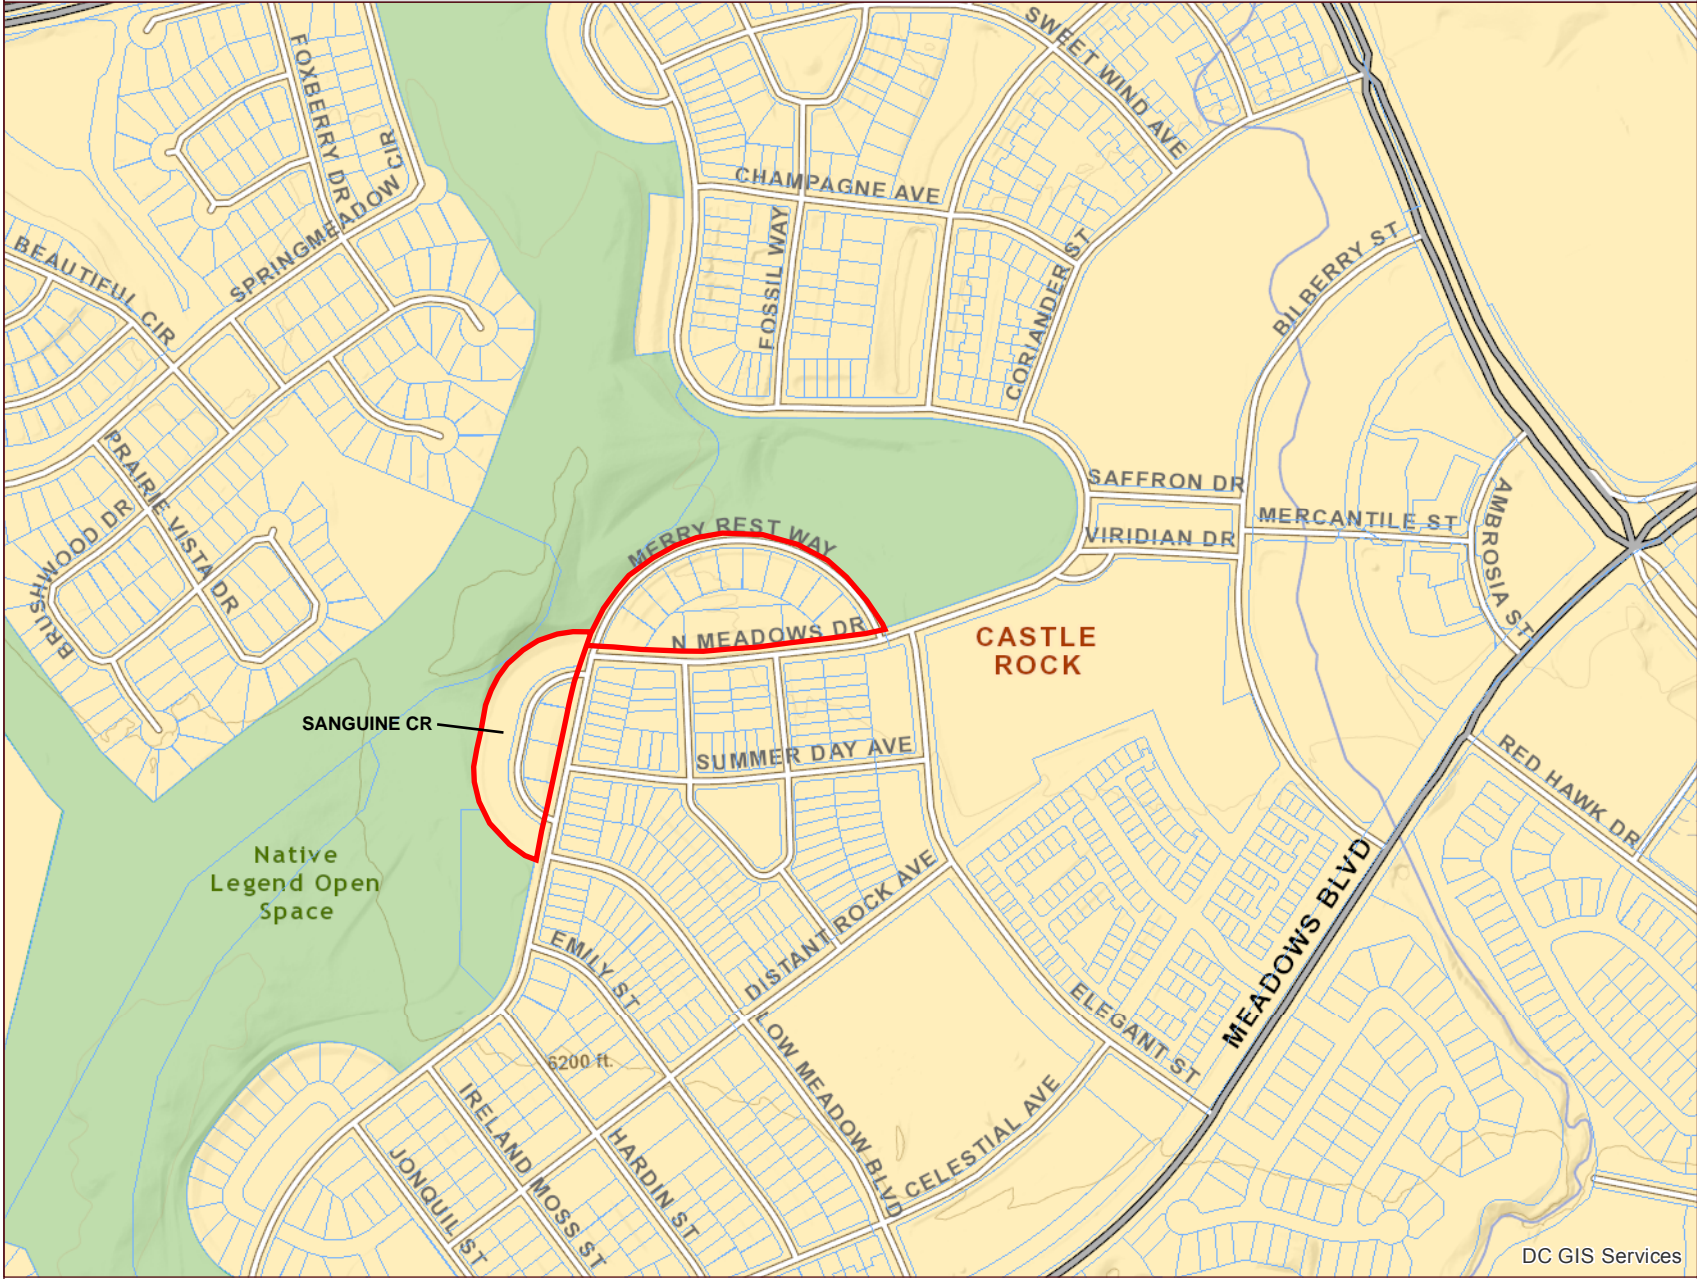 SWEET WIND AVE
FOXBERRY DR
SPRINGMEADOW CIR
CHAMPAGNE AVE
BEAUTIFUL CIR
FOSSIL WAY
CORIANDER ST
BILBERRY ST
PRAIRIE VISTA DR
BRUSHWOOD DR
SAFFRON DR
MERCANTILE ST
VIRIDIAN DR
AMBROSIA ST
MERRY REST WAY
N MEADOWS DR
CASTLE
ROCK
SANGUINE CR
SUMMER DAY AVE
RED HAWK DR
Native
Legend Open
Space
MEADOWS BLVD
DISTANT ROCK AVE
EMILY ST
ELEGANT ST
LOW MEADOW BLVD
6200 ft.
IRELAND MOSS ST
HARDIN ST
CELESTIAL AVE
JONQUIL ST
DC GIS Services